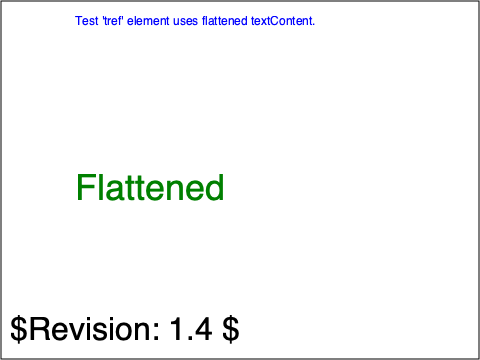 Test 'tref' element uses flattened textContent.
Flattened
$Revision: 1.4 $